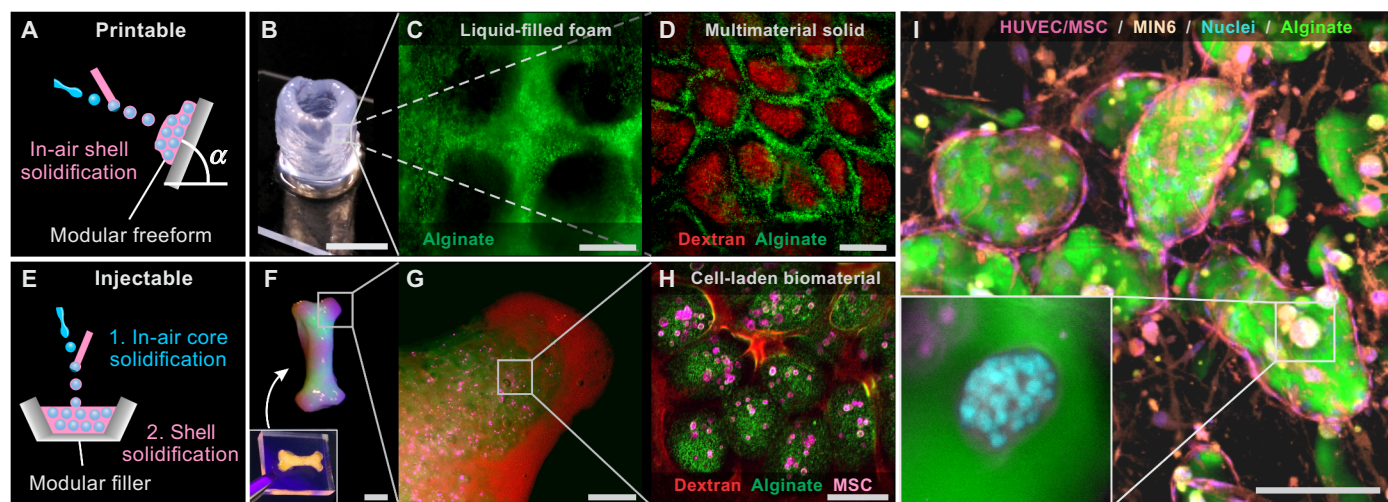 A Printable
In-air shell
solidification
α
Modular freeform
B
C Liquid-filled foam
Alginate
D Multimaterial solid
Dextran Alginate
E Injectable
1. In-air core
solidification
2. Shell
solidification
Modular filler
F
G
H Cell-laden biomaterial
Dextran Alginate MSC
I HUVEC/MSC / MIN6 / Nuclei / Alginate